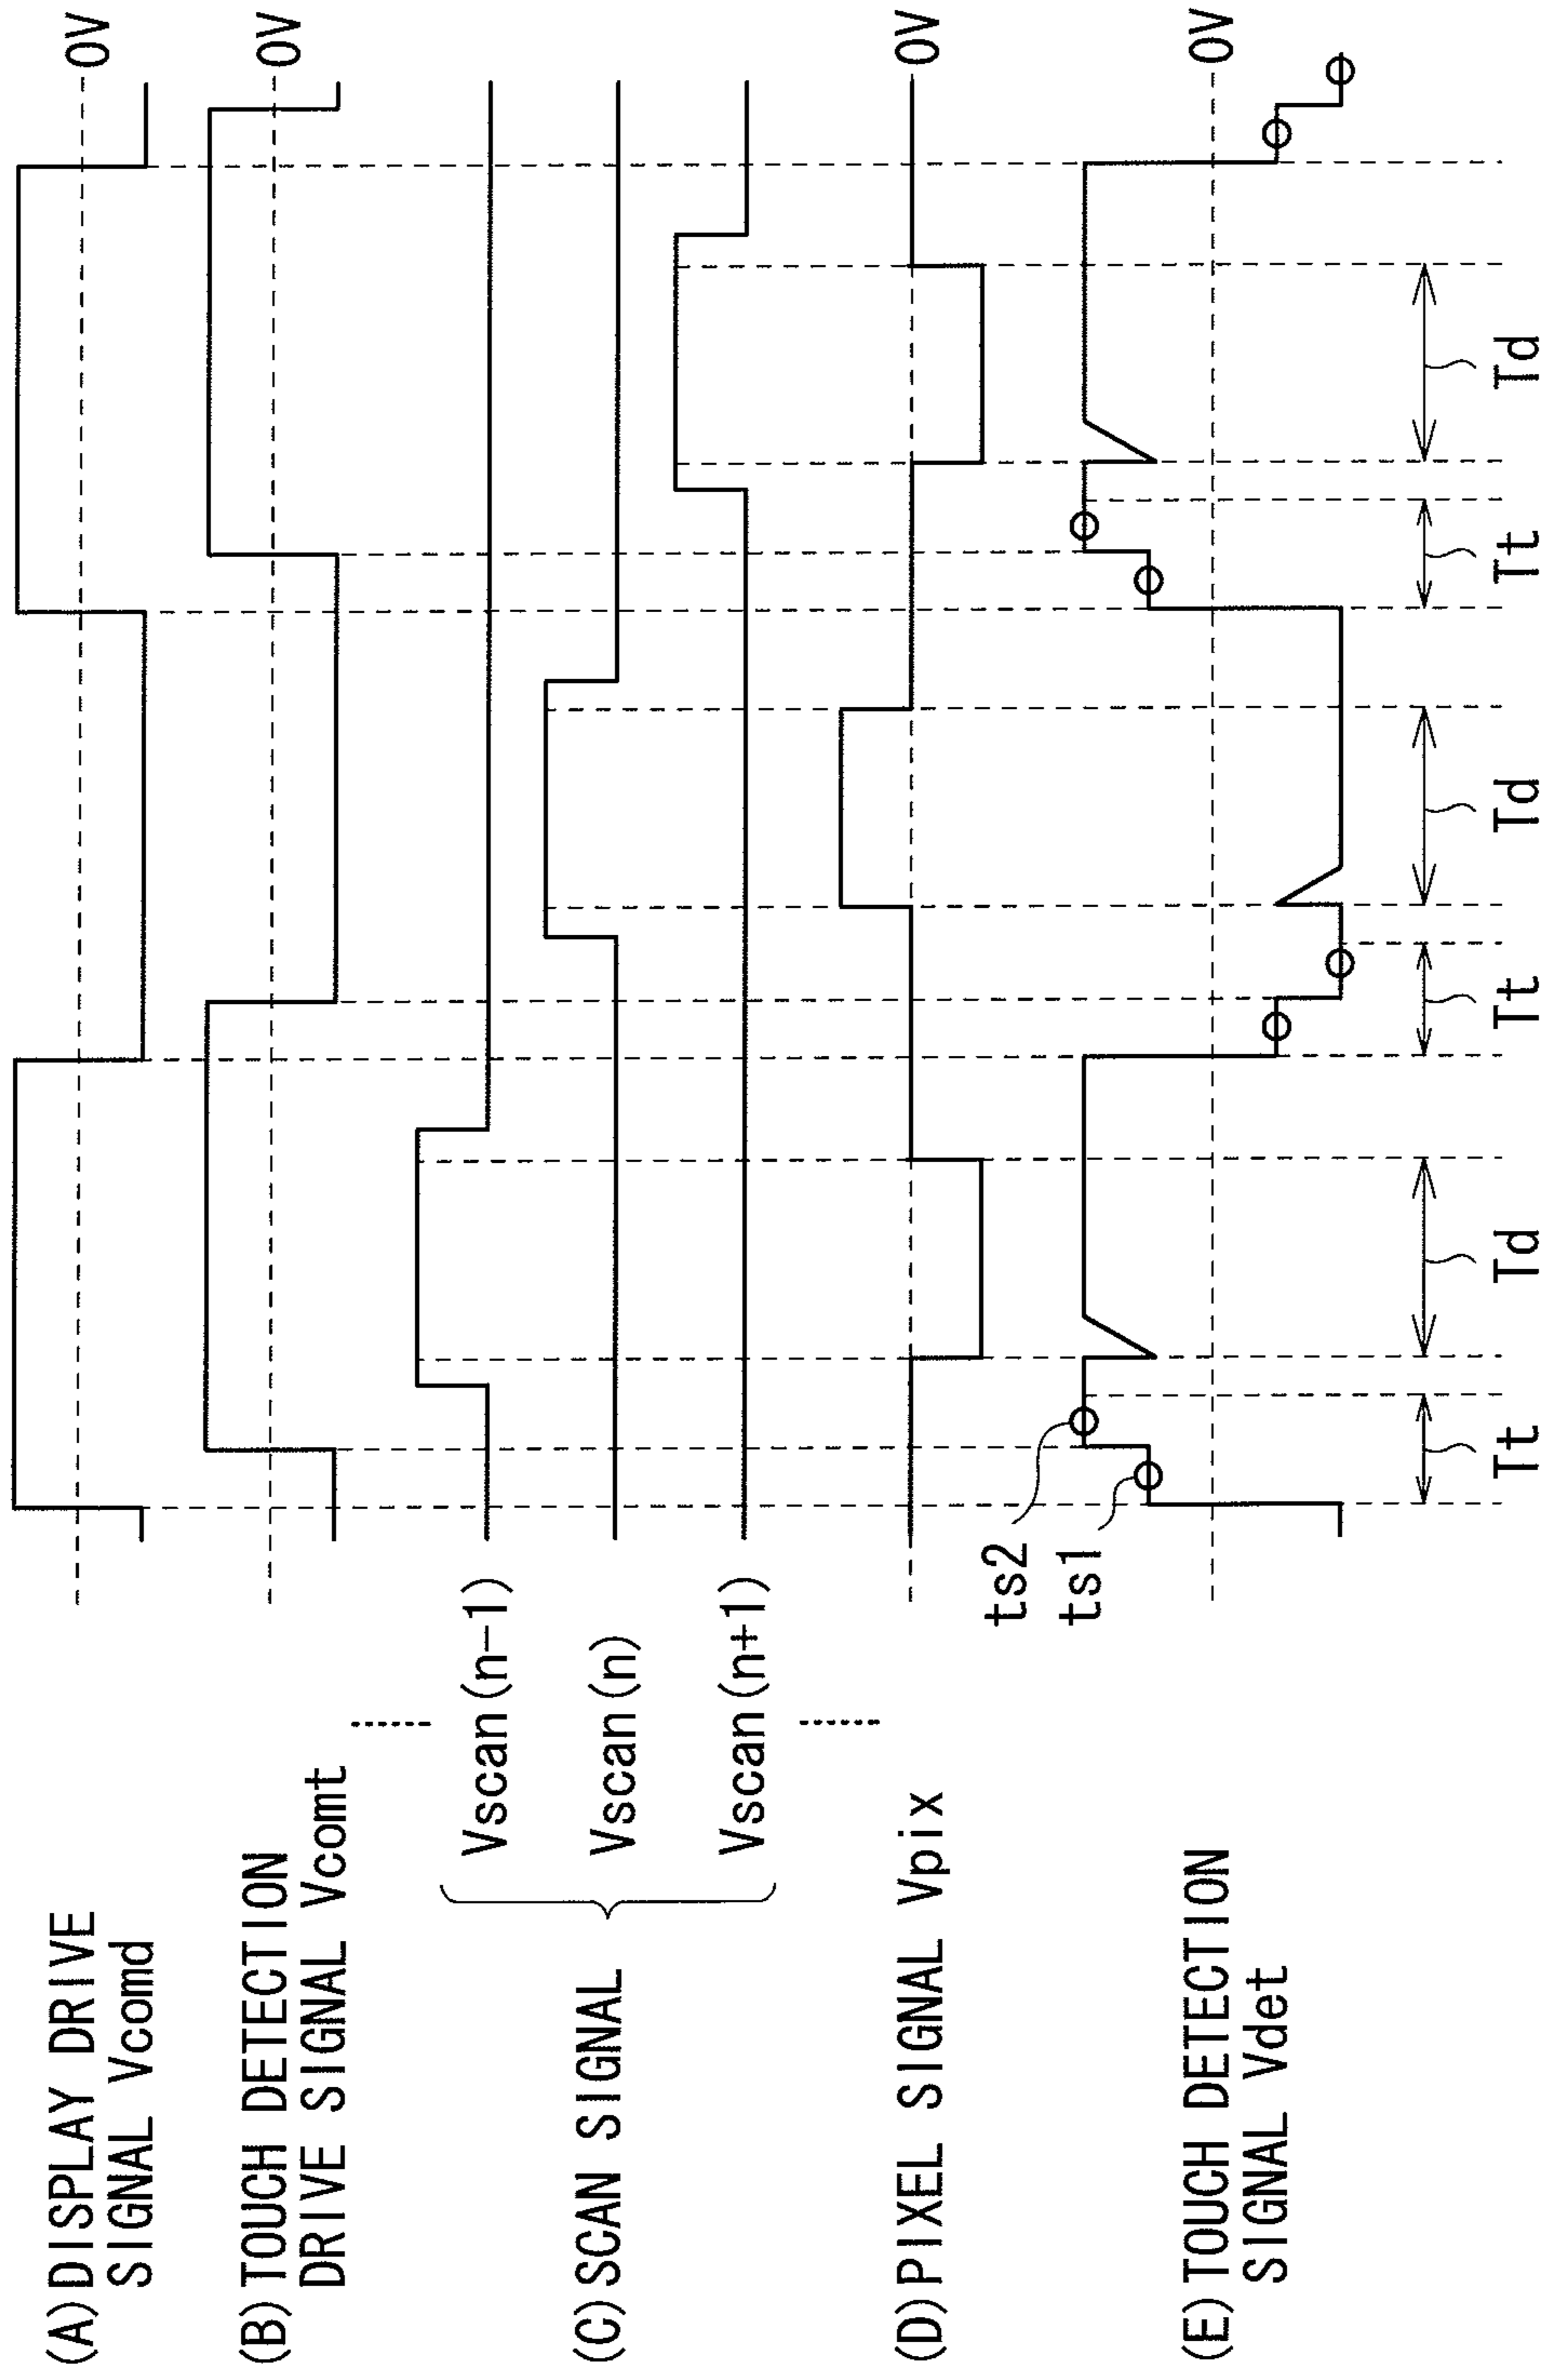 (A) DISPLAY DRIVE
SIGNAL Vcomd
0V
(B) TOUCH DETECTION
DRIVE SIGNAL Vcomt
0V
(C) SCAN SIGNAL
Vscan(n-1)
Vscan(n)
Vscan(n+1)
(D) PIXEL SIGNAL Vpix
0V
(E) TOUCH DETECTION
SIGNAL Vdet
ts2
ts1
0V
Tt
Td
Tt
Td
Tt
Td